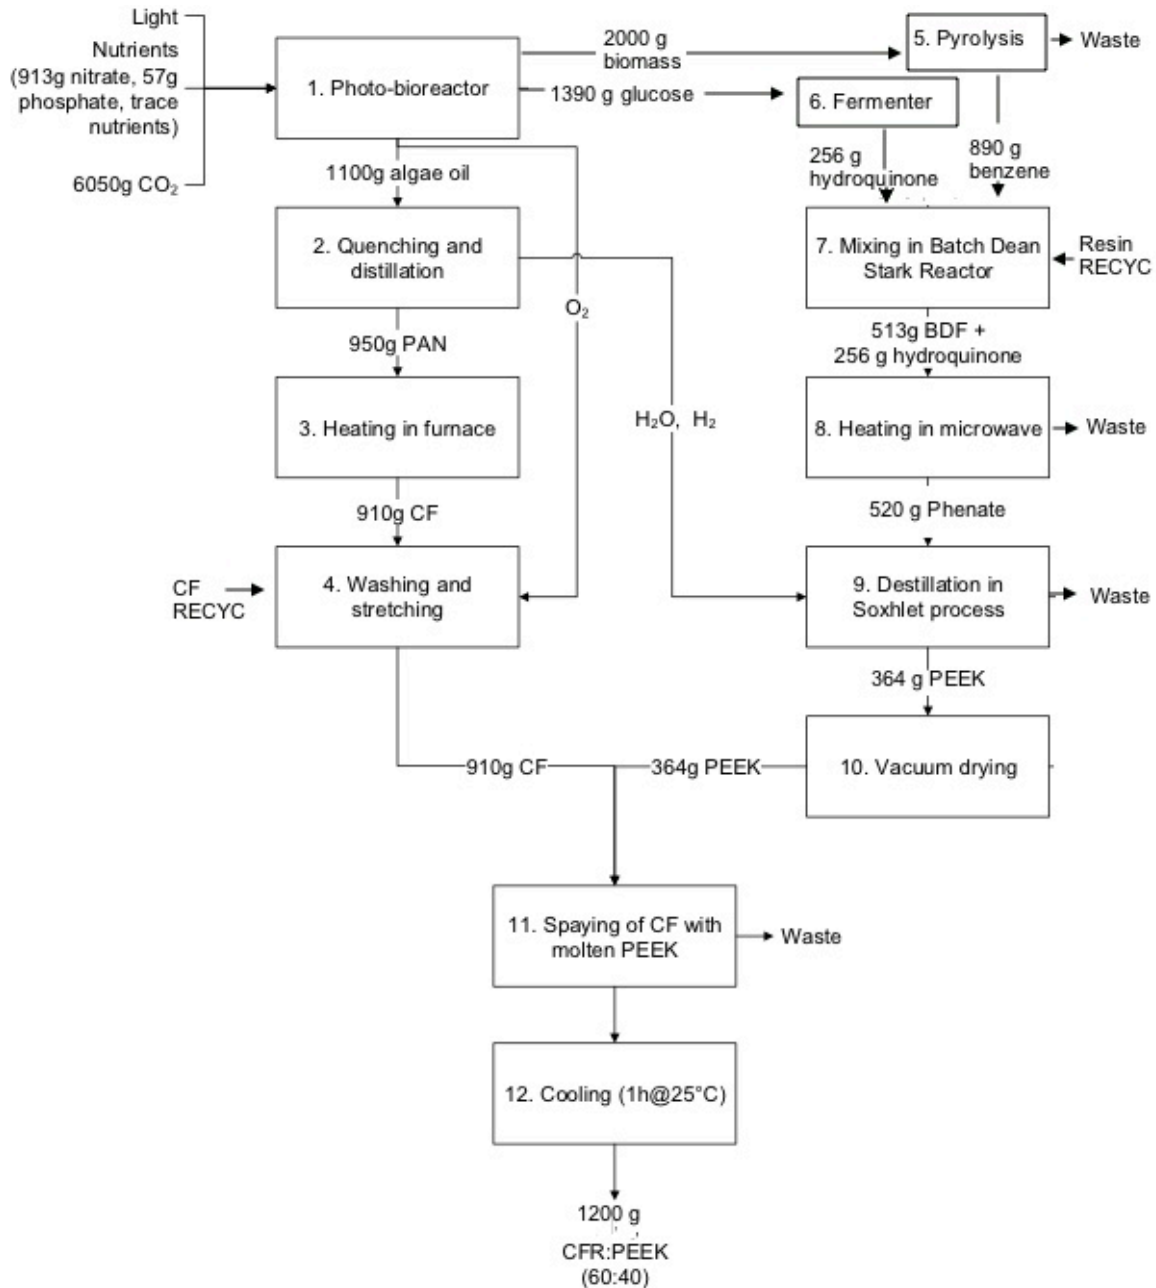 Light
Nutrients
(913g nitrate, 57g
phosphate, trace
nutrients)
6050g CO₂
1. Photo-bioreactor
2000 g
biomass
1390 g glucose
5. Pyrolysis
Waste
6. Fermenter
256 g
hydroquinone
890 g
benzene
1100g algae oil
2. Quenching and
distillation
O₂
7. Mixing in Batch Dean
Stark Reactor
Resin
RECYC
950g PAN
513g BDF +
256 g hydroquinone
3. Heating in furnace
H₂O, H₂
8. Heating in microwave
Waste
910g CF
520 g Phenate
CF
RECYC
4. Washing and
stretching
9. Destillation in
Soxhlet process
Waste
364 g PEEK
910g CF
364g PEEK
10. Vacuum drying
11. Spaying of CF with
molten PEEK
Waste
12. Cooling (1h@25°C)
1200 g
CFR:PEEK
(60:40)